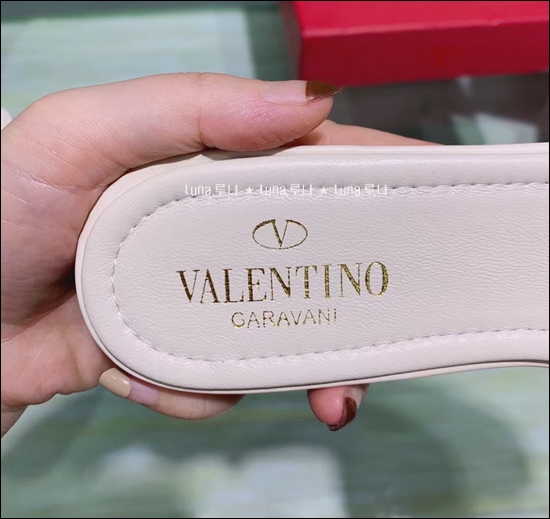 Luna.루나 ★ Luna.루나 ★ Luna.루나
V
VALENTINO
GARAVANI